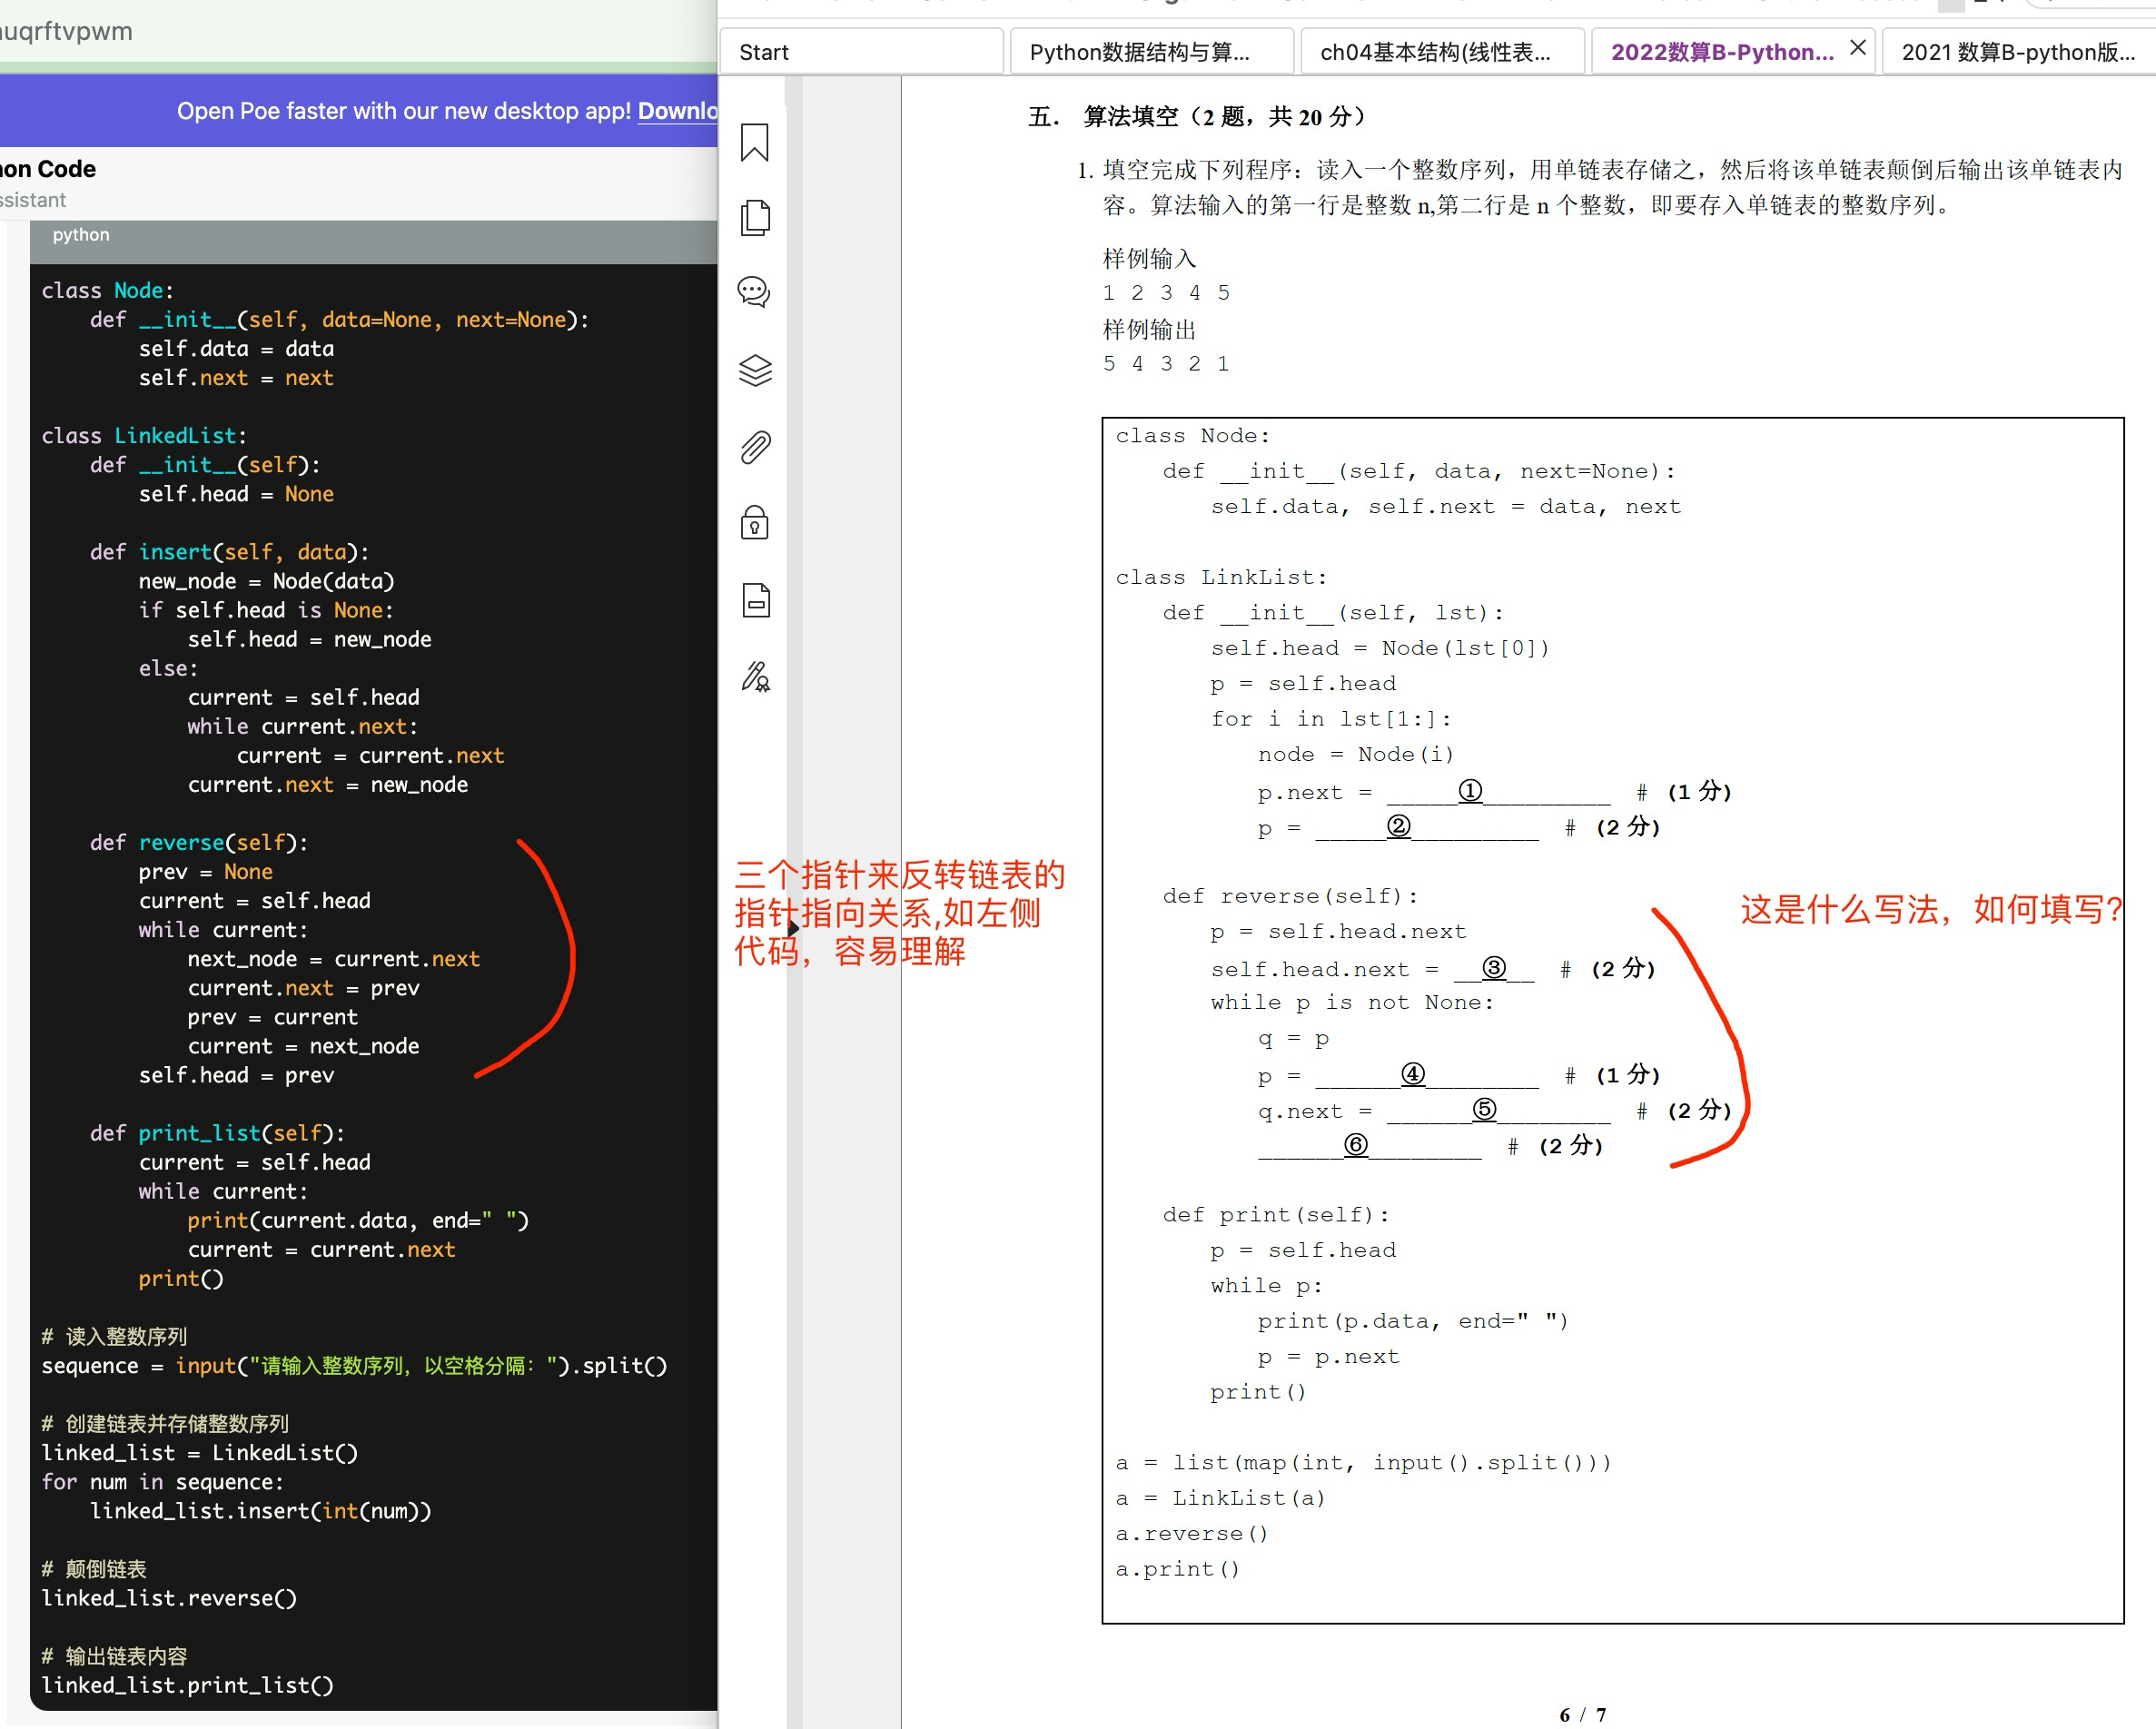 uqrftvpwm
Open Poe faster with our new desktop app! Downlo
on Code
ssistant
python
class Node:
def __init__(self, data=None, next=None):
self.data = data
self.next = next
class LinkedList:
def __init__(self):
self.head = None
def insert(self, data):
new_node = Node(data)
if self.head is None:
self.head = new_node
else:
current = self.head
while current.next:
current = current.next
current.next = new_node
def reverse(self):
prev = None
current = self.head
while current:
next_node = current.next
current.next = prev
prev = current
current = next_node
self.head = prev
def print_list(self):
current = self.head
while current:
print(current.data, end=" ")
current = current.next
print()
# 读入整数序列
sequence = input("请输入整数序列，以空格分隔：").split()
# 创建链表并存储整数序列
linked_list = LinkedList()
for num in sequence:
linked_list.insert(int(num))
# 颠倒链表
linked_list.reverse()
# 输出链表内容
linked_list.print_list()
三个指针来反转链表的
指针指向关系,如左侧
代码，容易理解
Start
Python数据结构与算...
ch04基本结构(线性表...
2022数算B-Python...
2021 数算B-python版...
五. 算法填空（2 题，共 20 分）
1. 填空完成下列程序：读入一个整数序列，用单链表存储之，然后将该单链表颠倒后输出该单链表内
容。算法输入的第一行是整数 n,第二行是 n 个整数，即要存入单链表的整数序列。
样例输入
1 2 3 4 5
样例输出
5 4 3 2 1
class Node:
def __init__(self, data, next=None):
self.data, self.next = data, next
class LinkList:
def __init__(self, lst):
self.head = Node(lst[0])
p = self.head
for i in lst[1:]:
node = Node(i)
p.next = _____①_________ # (1 分)
p = _____②_________ # (2 分)
def reverse(self):
p = self.head.next
self.head.next = __③__ # (2 分)
while p is not None:
q = p
p = ______④________ # (1 分)
q.next = ______⑤________ # (2 分)
______⑥________ # (2 分)
这是什么写法，如何填写?
def print(self):
p = self.head
while p:
print(p.data, end=" ")
p = p.next
print()
a = list(map(int, input().split()))
a = LinkList(a)
a.reverse()
a.print()
6 / 7